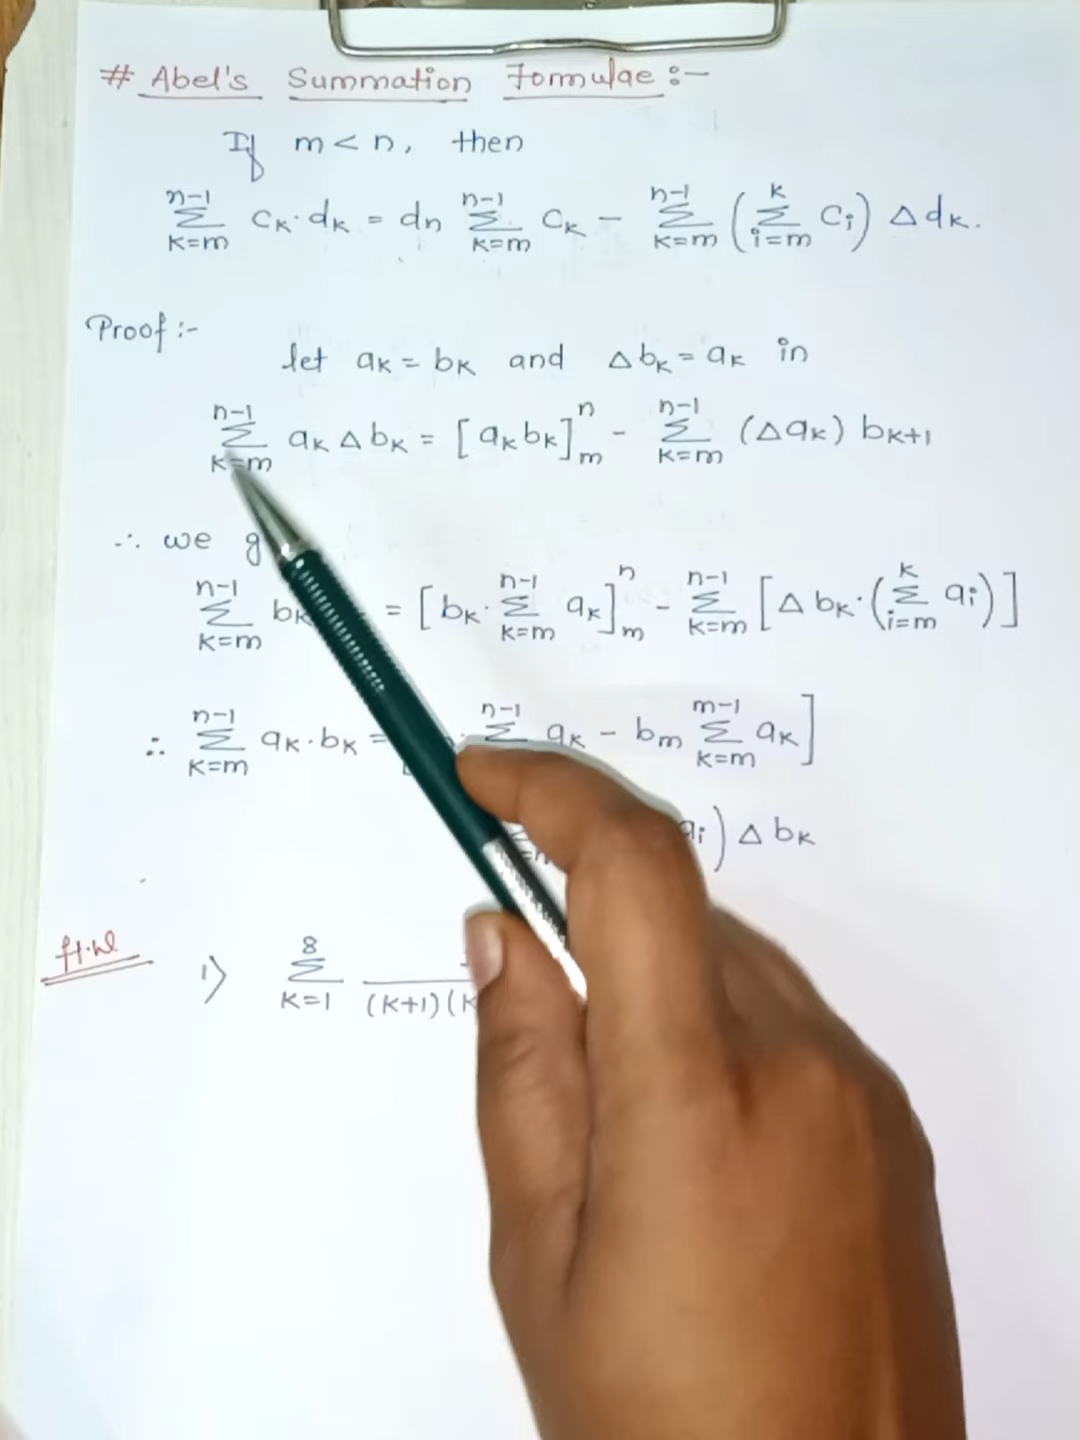 # Abel's Summation Formulae :-
If m < n, then
n-1 Σ k=m Ck · dk = dn n-1 Σ k=m Ck - n-1 Σ k=m ( k Σ i=m Ci ) Δ dk.
Proof :-
let ak = bk and Δbk = ak in
n-1 Σ k=m ak Δ bk = [ak bk] n m - n-1 Σ k=m (Δak) bk+1
∴ we
n-1 Σ k=m bk = [bk · n-1 Σ k=m ak] n m - n-1 Σ k=m [Δ bk · ( k Σ i=m ai )]
∴ n-1 Σ k=m ak · bk = n-1 Σ ak - bm m-1 Σ k=m ak ]
ai ) Δ bk
H.W 1) 8 Σ k=1 (k+1)(k